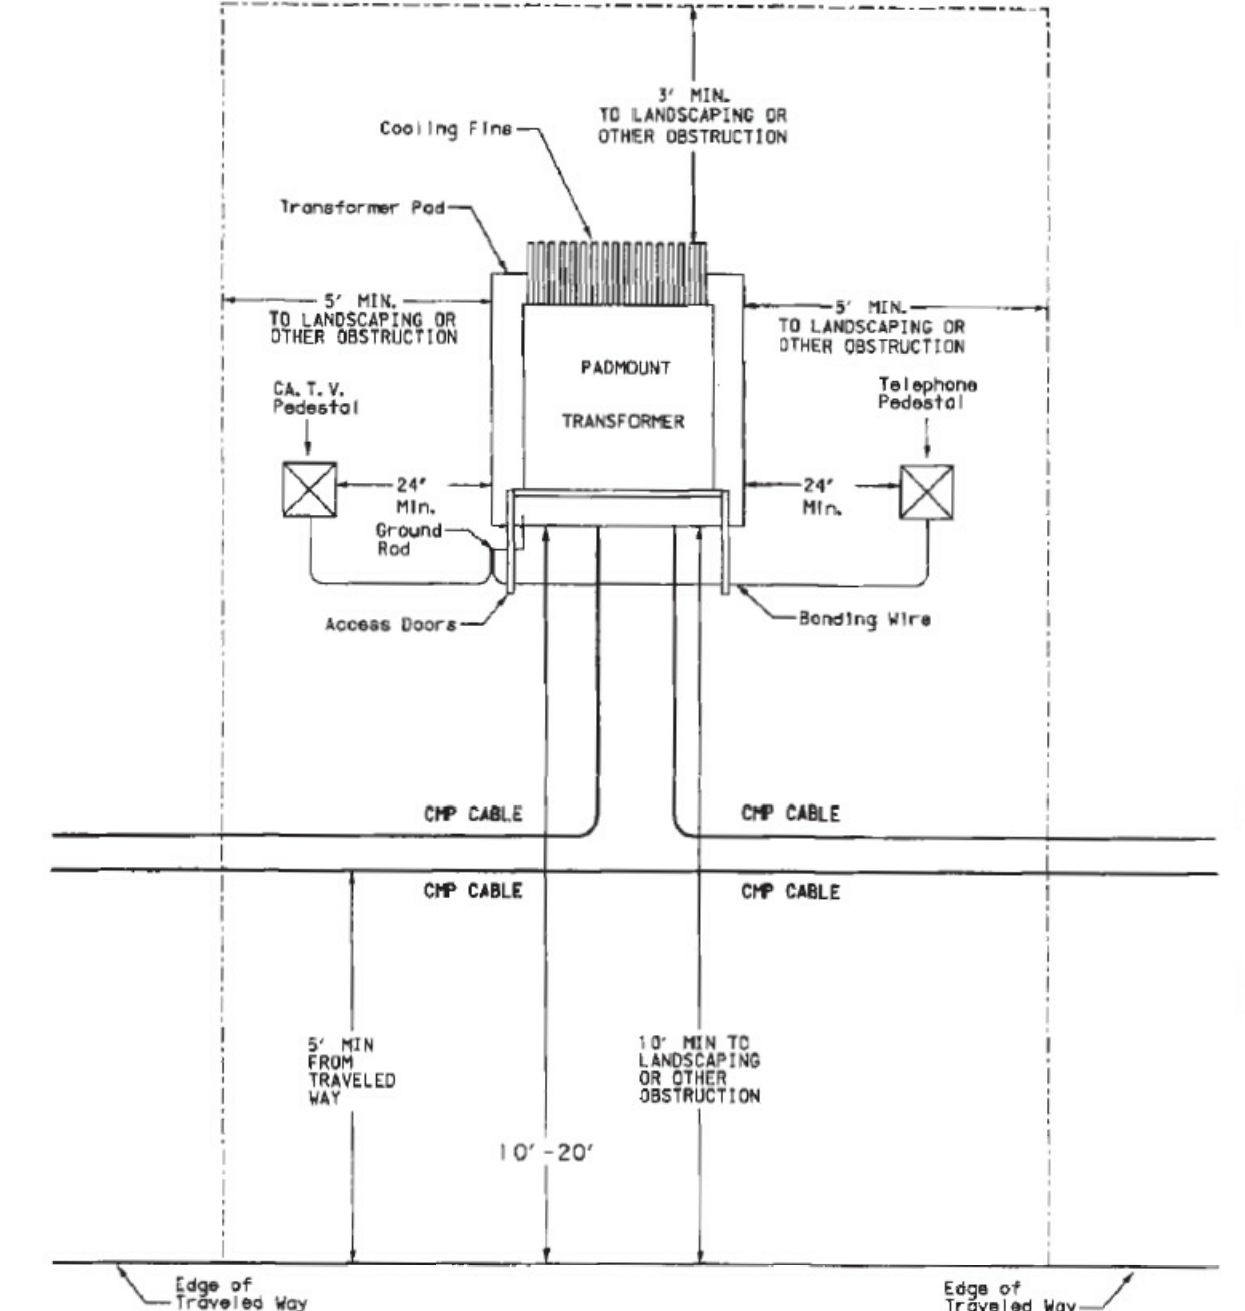 3' MIN.
TO LANDSCAPING OR
OTHER OBSTRUCTION
Cooling Fins
Transformer Pad
5' MIN.
TO LANDSCAPING OR
OTHER OBSTRUCTION
5' MIN.
TO LANDSCAPING OR
OTHER OBSTRUCTION
PADMOUNT
TRANSFORMER
CA.T.V.
Pedestal
Telephone
Pedestal
24"
Min.
24"
Min.
Ground
Rod
Access Doors
Bonding Wire
CMP CABLE
CMP CABLE
CMP CABLE
CMP CABLE
5' MIN
FROM
TRAVELED
WAY
10' MIN TO
LANDSCAPING
OR OTHER
OBSTRUCTION
10'-20'
Edge of
Traveled Way
Edge of
Traveled Way